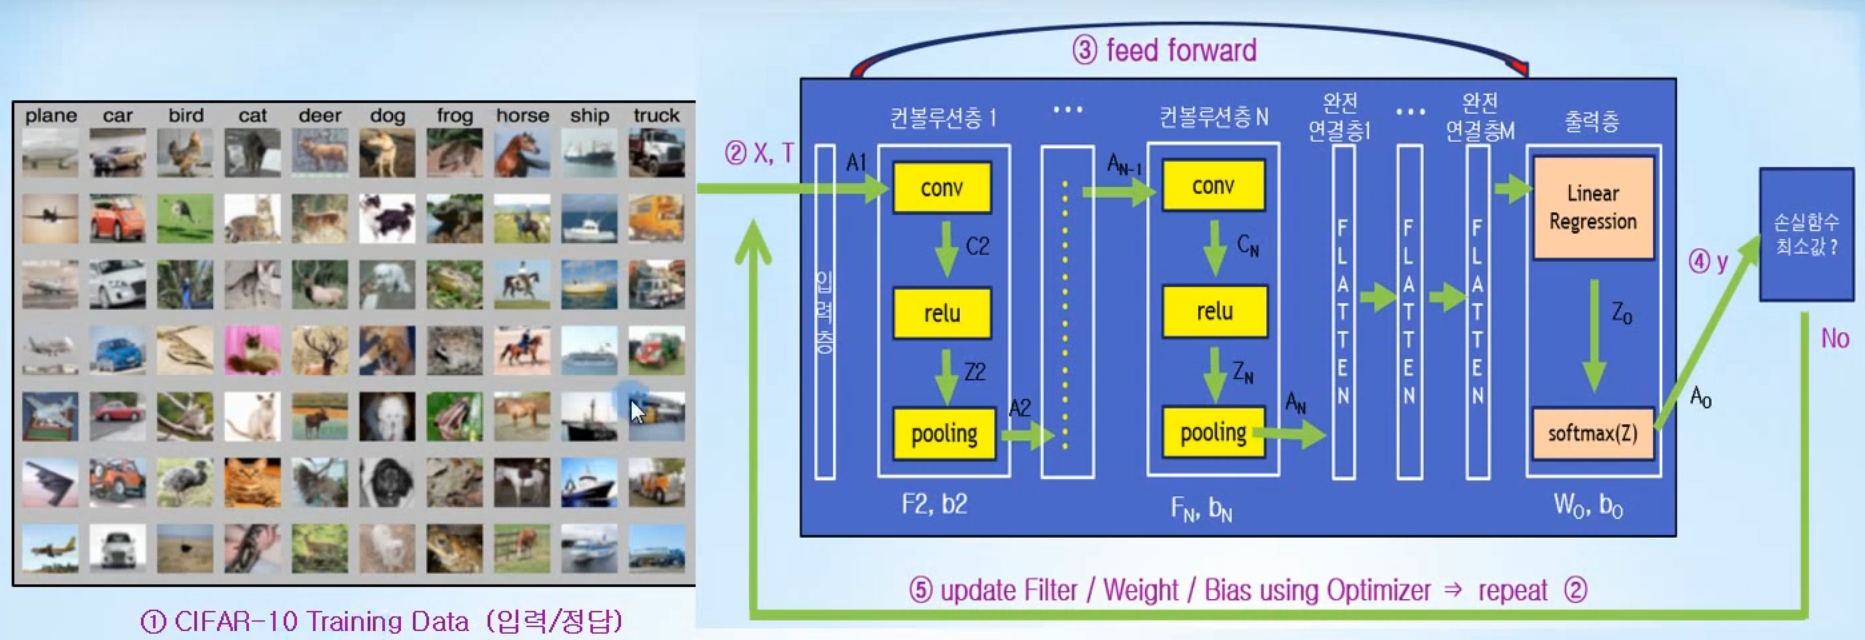 ③ feed forward
plane car bird cat deer dog frog horse ship truck
① CIFAR-10 Training Data (입력/정답)
② X, T
A1
입력층
컨볼루션층 1
conv
C2
relu
Z2
pooling
A2
F2, b2
...
A_N-1
컨볼루션층 N
conv
C_N
relu
Z_N
pooling
A_N
F_N, b_N
완전
연결층1
FLATTEN
...
FLATTEN
완전
연결층M
FLATTEN
출력층
Linear
Regression
Z_O
softmax(Z)
W_O, b_O
A_O
④ y
손실함수
최소값 ?
No
⑤ update Filter / Weight / Bias using Optimizer ⇒ repeat ②